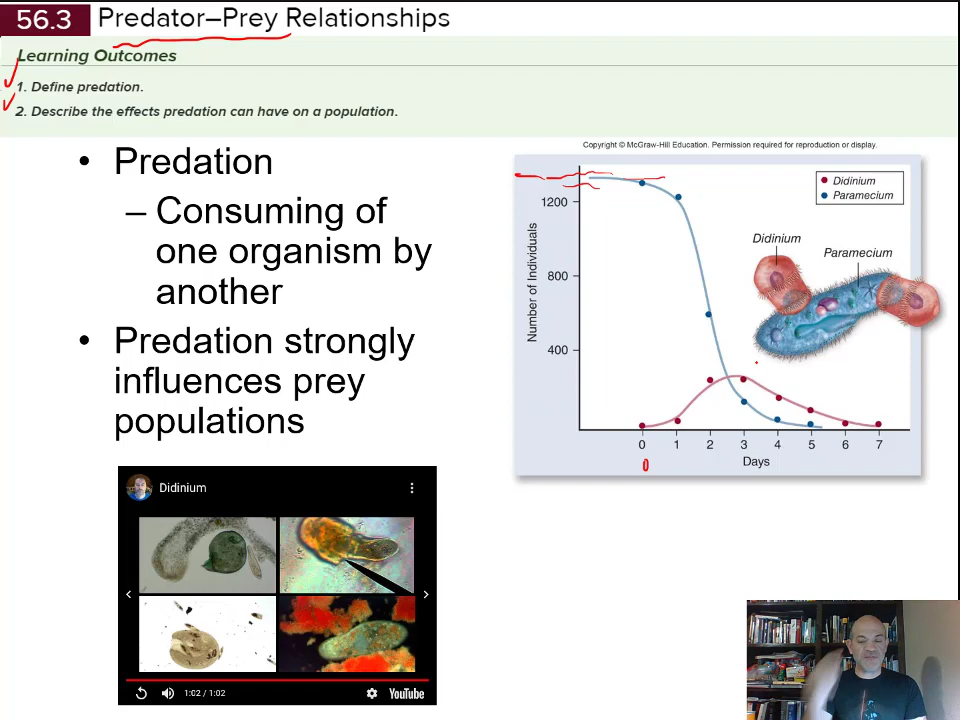 56.3 Predator–Prey Relationships
Learning Outcomes
1. Define predation.
2. Describe the effects predation can have on a population.
• Predation
– Consuming of
one organism by
another
• Predation strongly
influences prey
populations
Copyright © McGraw-Hill Education. Permission required for reproduction or display.
Didinium
Paramecium
Didinium
Paramecium
Number of Individuals
1200
800
400
0 1 2 3 4 5 6 7
Days
0
Didinium
1:02 / 1:02
YouTube